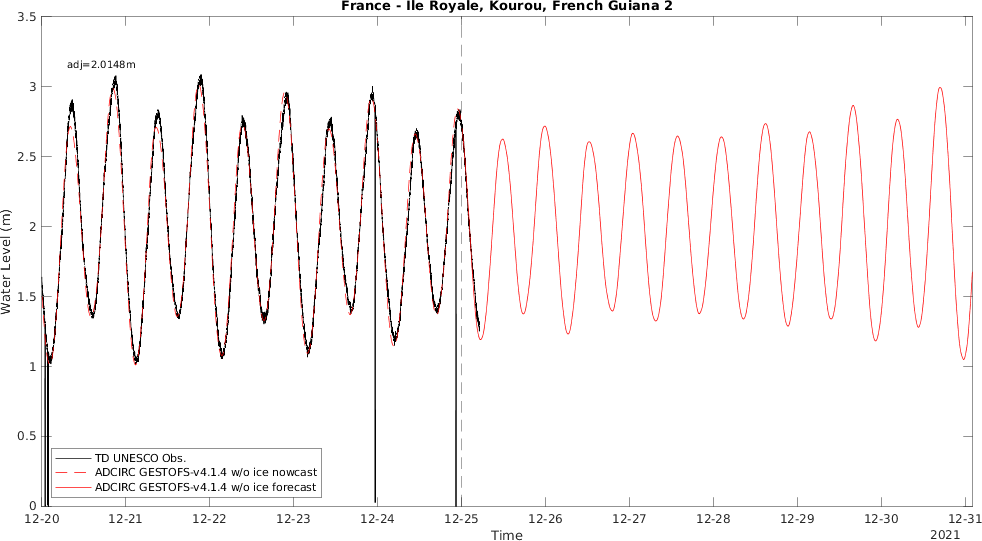 France - Ile Royale, Kourou, French Guiana 2
3.5
3
2.5
2
1.5
1
0.5
0
Water Level (m)
adj=2.0148m
TD UNESCO Obs.
ADCIRC GESTOFS-v4.1.4 w/o ice nowcast
ADCIRC GESTOFS-v4.1.4 w/o ice forecast
12-20 12-21 12-22 12-23 12-24 12-25 12-26 12-27 12-28 12-29 12-30 12-31
2021
Time